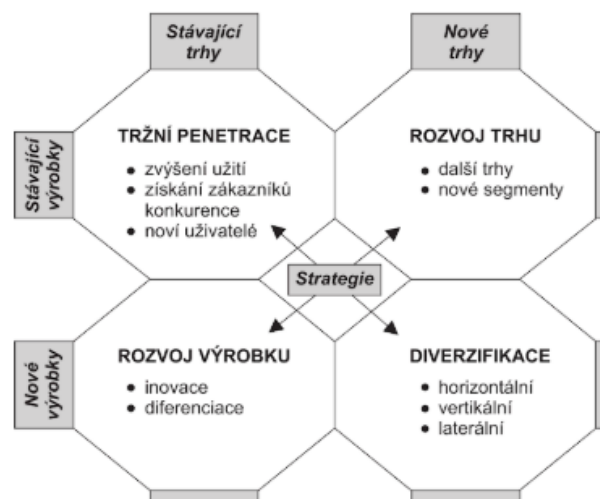 Stávající
trhy
Nové
trhy
Stávající
výrobky
TRŽNÍ PENETRACE
• zvýšení užití
• získání zákazníků
konkurence
• noví uživatelé
ROZVOJ TRHU
• další trhy
• nové segmenty
Strategie
Nové
výrobky
ROZVOJ VÝROBKU
• inovace
• diferenciace
DIVERZIFIKACE
• horizontální
• vertikální
• laterální